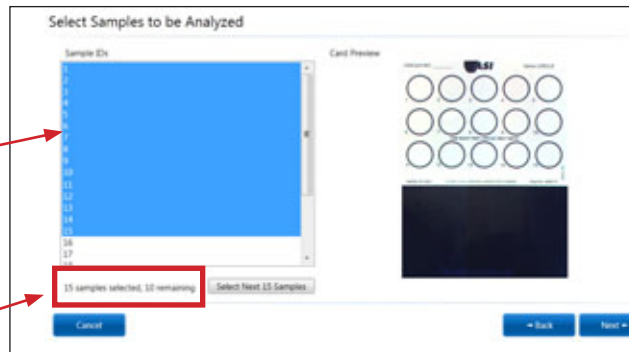 Select Samples to be Analyzed
Sample IDs
Card Preview
1
2
3
4
5
6
7
8
9
10
11
12
13
14
15
16
17
15 samples selected, 10 remaining
Select Next 15 Samples
Cancel
Back
Next
ASI